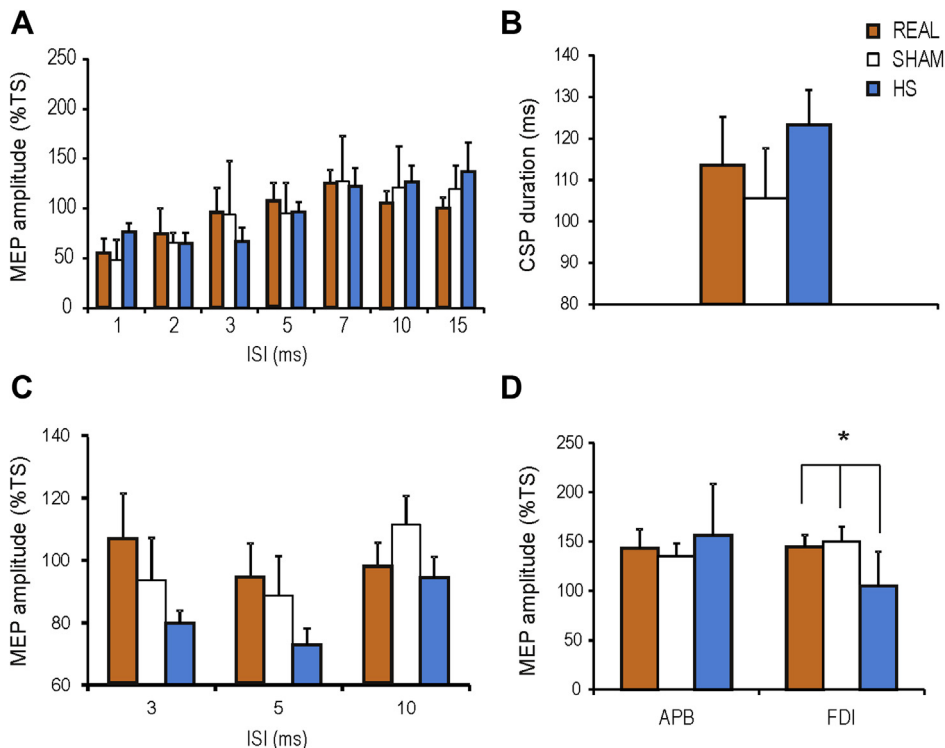 A
MEP amplitude (%TS)
250
200
150
100
50
0
1 2 3 5 7 10 15
ISI (ms)
B
REAL
SHAM
HS
CSP duration (ms)
140
130
120
110
100
90
80
C
MEP amplitude (%TS)
140
120
100
80
60
3 5 10
ISI (ms)
D
MEP amplitude (%TS)
250
200
150
100
50
0
*
APB FDI